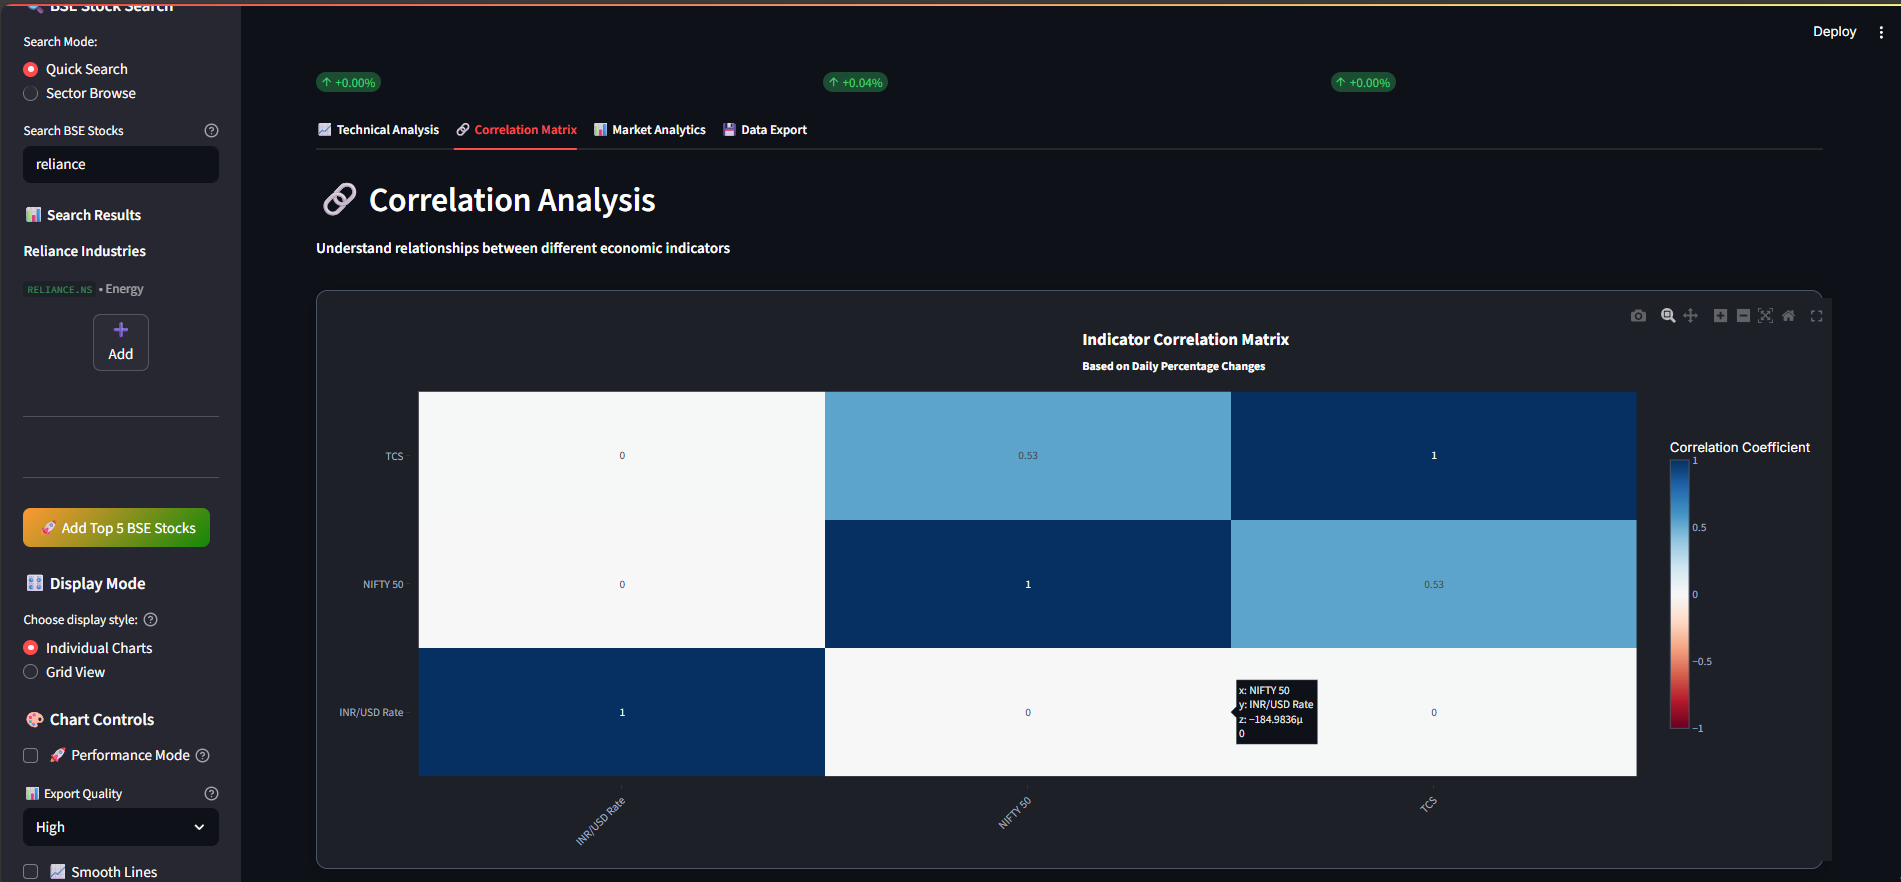 BSE Stock Search
Search Mode:
Quick Search
Sector Browse
Search BSE Stocks
reliance
Search Results
Reliance Industries
RELIANCE.NS • Energy
Add
Add Top 5 BSE Stocks
Display Mode
Choose display style:
Individual Charts
Grid View
Chart Controls
Performance Mode
Export Quality
High
Smooth Lines
Deploy
↑ +0.00%
↑ +0.04%
↑ +0.00%
Technical Analysis
Correlation Matrix
Market Analytics
Data Export
Correlation Analysis
Understand relationships between different economic indicators
Indicator Correlation Matrix
Based on Daily Percentage Changes
TCS
0
0.53
1
NIFTY 50
0
1
0.53
INR/USD Rate
1
0
0
x: NIFTY 50
y: INR/USD Rate
z: −184.9836μ
0
INR/USD Rate
NIFTY 50
TCS
Correlation Coefficient
1
0.5
0
−0.5
−1